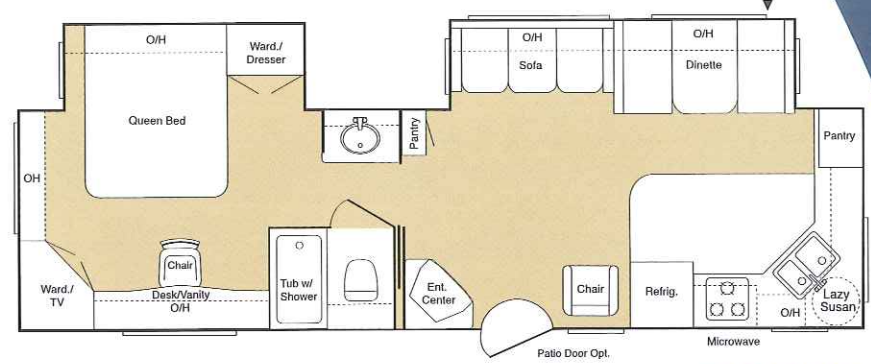 O/H
Ward./
Dresser
O/H
Sofa
O/H
Dinette
Queen Bed
Pantry
Pantry
OH
Chair
Ward./
TV
Desk/Vanity
O/H
Tub w/
Shower
Ent.
Center
Chair
Refrig.
Lazy
Susan
O/H
Microwave
Patio Door Opt.